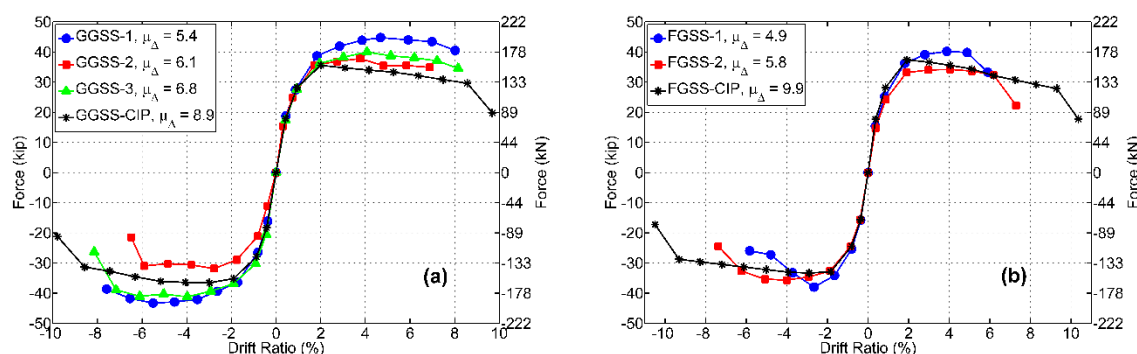 GGSS-1, μΔ = 5.4
GGSS-2, μΔ = 6.1
GGSS-3, μΔ = 6.8
GGSS-CIP, μΔ = 8.9
50
40
30
20
10
0
-10
-20
-30
-40
-50
Force (kip)
222
178
133
89
44
0
-44
-89
-133
-178
-222
Force (kN)
(a)
-10 -8 -6 -4 -2 0 2 4 6 8 10
Drift Ratio (%)
FGSS-1, μΔ = 4.9
FGSS-2, μΔ = 5.8
FGSS-CIP, μΔ = 9.9
50
40
30
20
10
0
-10
-20
-30
-40
-50
Force (kip)
222
178
133
89
44
0
-44
-89
-133
-178
-222
Force (kN)
(b)
-10 -8 -6 -4 -2 0 2 4 6 8 10
Drift Ratio (%)